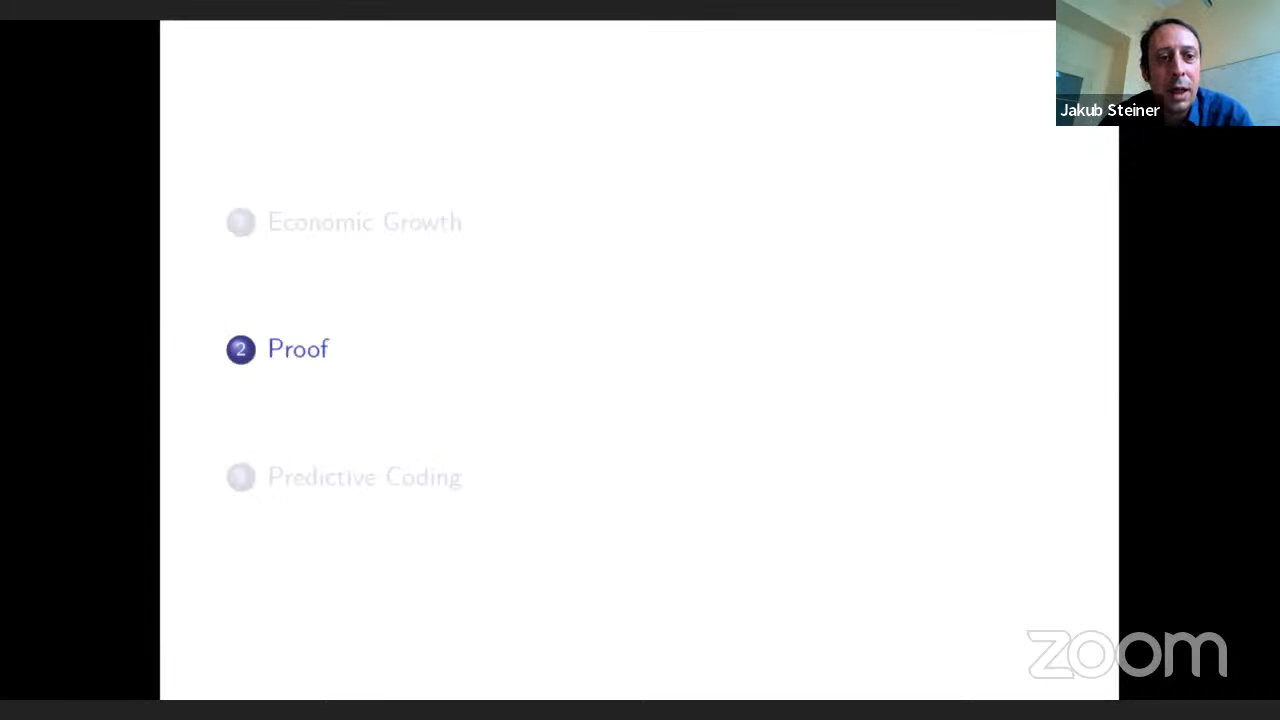 Jakub Steiner
Economic Growth
2 Proof
Predictive Coding
zoom